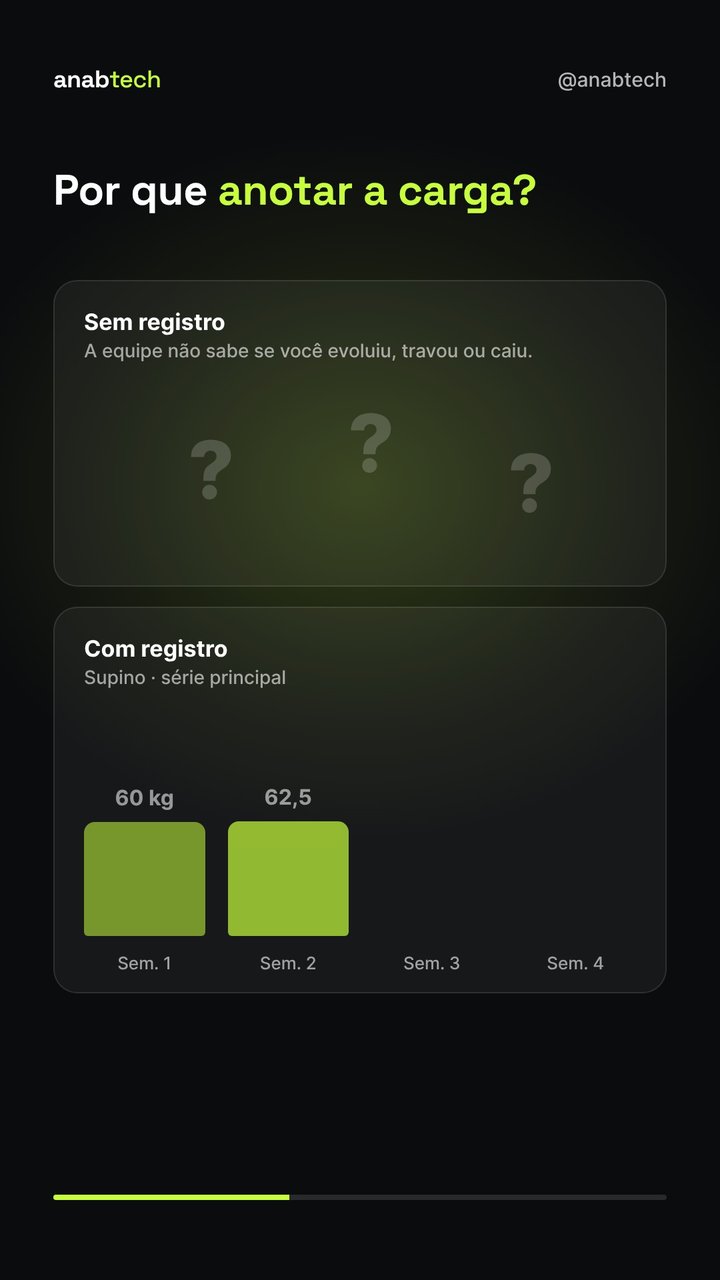 anabtech
@anabtech
Por que anotar a carga?
Sem registro
A equipe não sabe se você evoluiu, travou ou caiu.
? ? ?
Com registro
Supino · série principal
60 kg 62,5
Sem. 1 Sem. 2 Sem. 3 Sem. 4